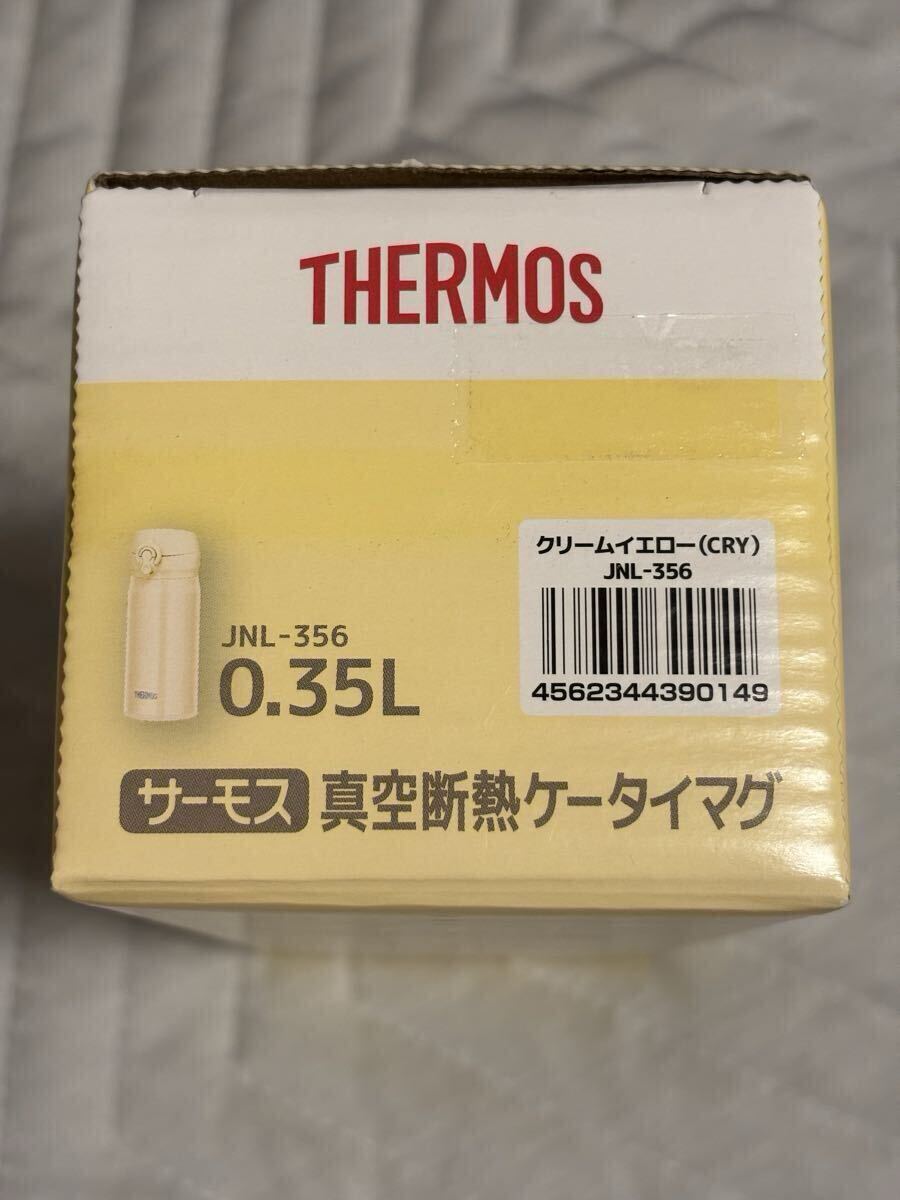 THERMOS
クリームイエロー(CRY)
JNL-356
4562344390149
JNL-356
0.35L
THERMOS
サーモス 真空断熱ケータイマグ